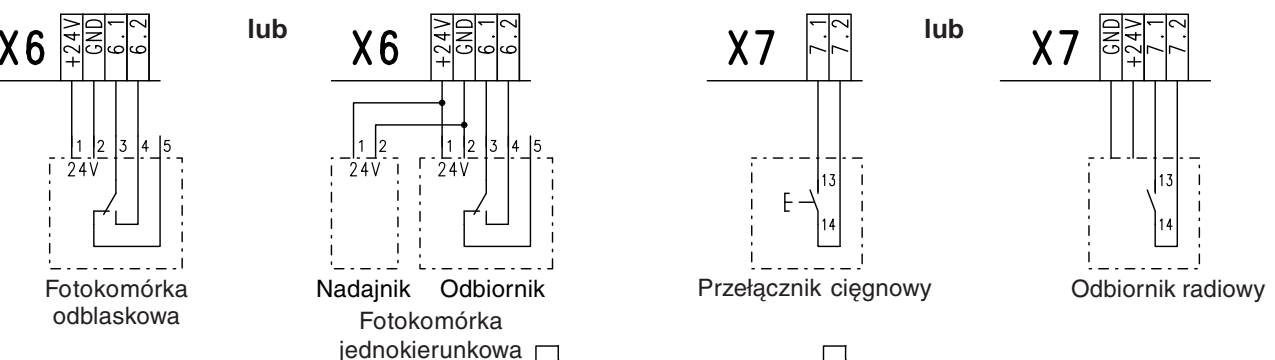 X6 +24V GND 6.1 6.2
lub
X6 +24V GND 6.1 6.2
X7 7.1 7.2
lub
X7 GND +24V 7.1 7.2
1 2 3 4 5
24V
1 2
24V
1 2 3 4 5
24V
13
E
14
13
14
Fotokomórka
odblaskowa
Nadajnik
Odbiornik
Fotokomórka
jednokierunkowa
Przełącznik cięgnowy
Odbiornik radiowy